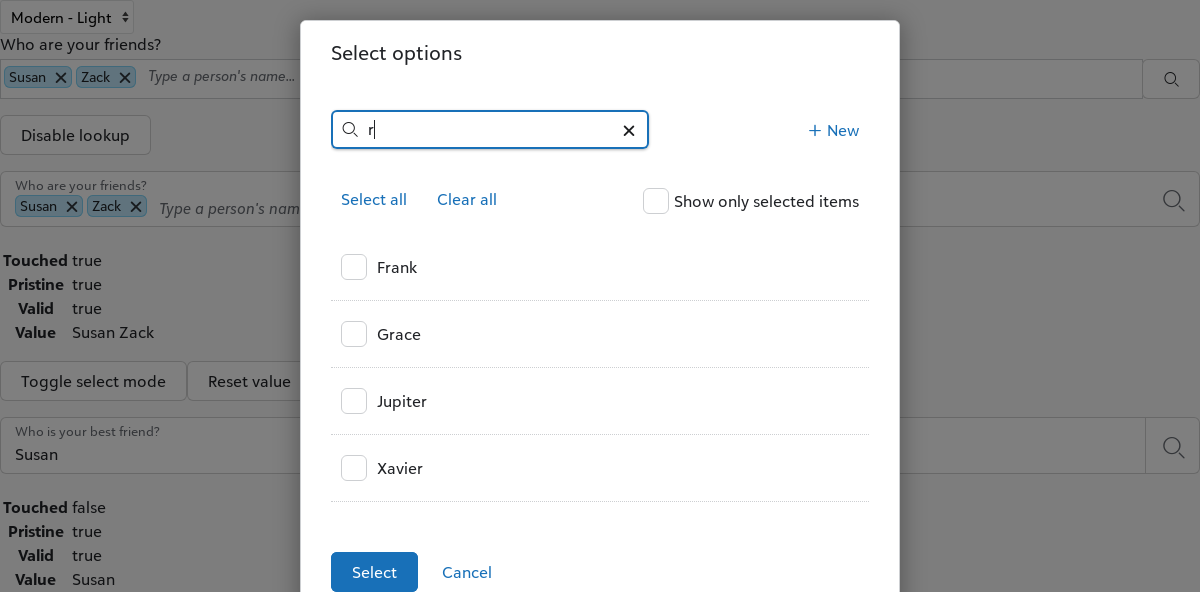 Modern - Light
Who are your friends?
Susan Zack Type a person's name...
Disable lookup
Who are your friends?
Susan Zack Type a person's nam
Touched true
Pristine true
Valid true
Value Susan Zack
Toggle select mode Reset value
Who is your best friend?
Susan
Touched false
Pristine true
Valid true
Value Susan
Select options
r
New
Select all Clear all Show only selected items
Frank
Grace
Jupiter
Xavier
Select Cancel